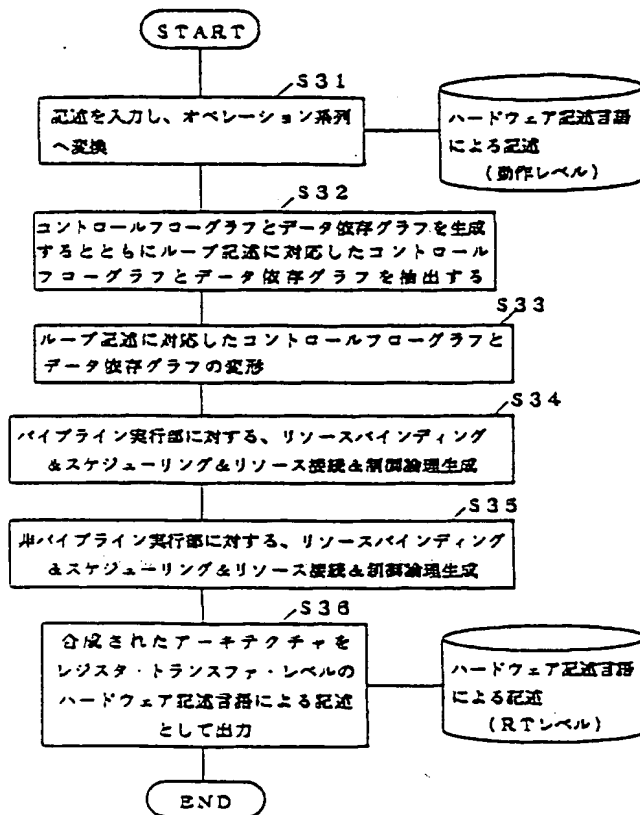 START
S31
記述を入力し、オペレーション系列
へ変換
ハードウェア記述言語
による記述
(動作レベル)
S32
コントロールフローグラフとデータ依存グラフを生成
するとともにループ記述に対応したコントロール
フローグラフとデータ依存グラフを抽出する
S33
ループ記述に対応したコントロールフローグラフと
データ依存グラフの変形
S34
パイプライン実行部に対する、リソースバインディング
&スケジューリング&リソース接続&制御論理生成
S35
非パイプライン実行部に対する、リソースバインディング
&スケジューリング&リソース接続&制御論理生成
S36
合成されたアーキテクチャを
レジスタ・トランスファ・レベルの
ハードウェア記述言語による記述
として出力
ハードウェア記述言語
による記述
(RTレベル)
END